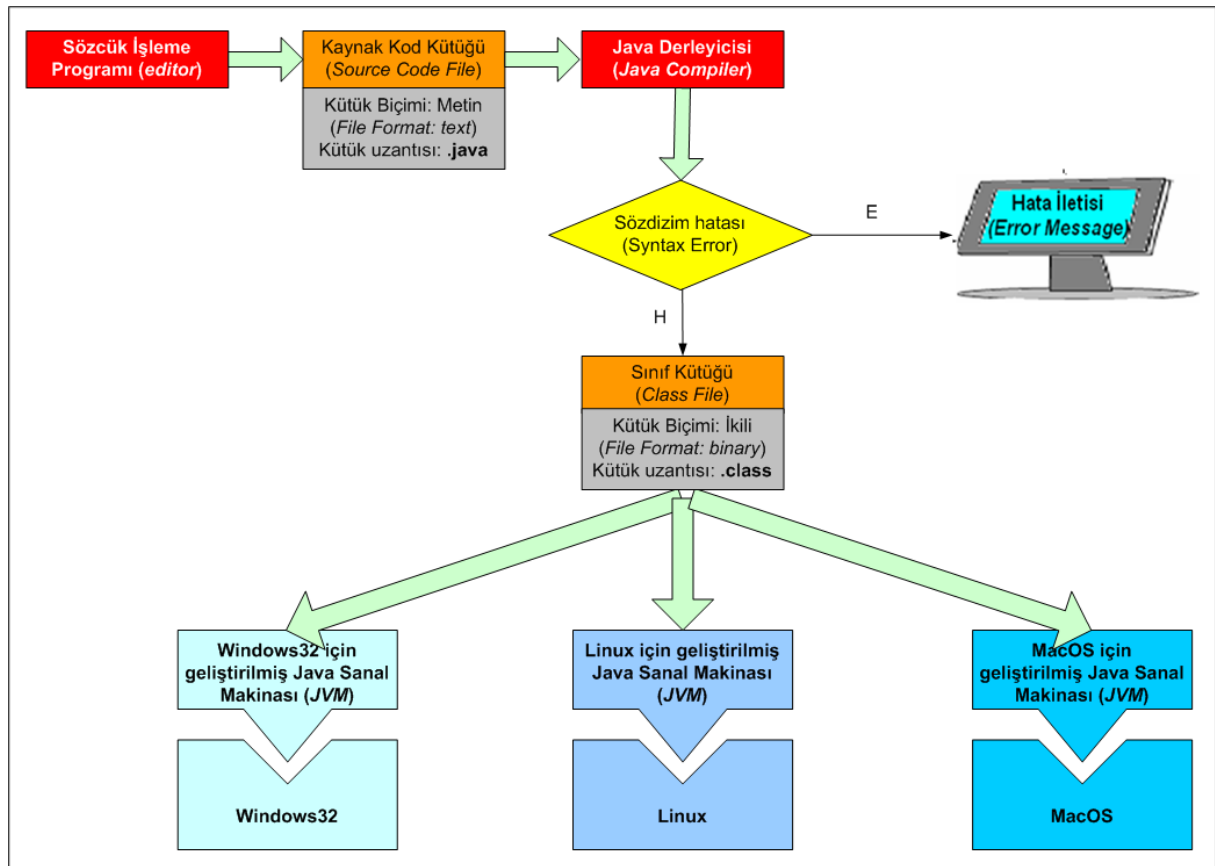 Sözcük İşleme
Programı (editor)
Kaynak Kod Kütüğü
(Source Code File)
Kütük Biçimi: Metin
(File Format: text)
Kütük uzantısı: .java
Java Derleyicisi
(Java Compiler)
Sözdizim hatası
(Syntax Error)
E
Hata İletisi
(Error Message)
H
Sınıf Kütüğü
(Class File)
Kütük Biçimi: İkili
(File Format: binary)
Kütük uzantısı: .class
Windows32 için
geliştirilmiş Java Sanal
Makinası (JVM)
Linux için geliştirilmiş
Java Sanal Makinası
(JVM)
MacOS için
geliştirilmiş Java Sanal
Makinası (JVM)
Windows32
Linux
MacOS